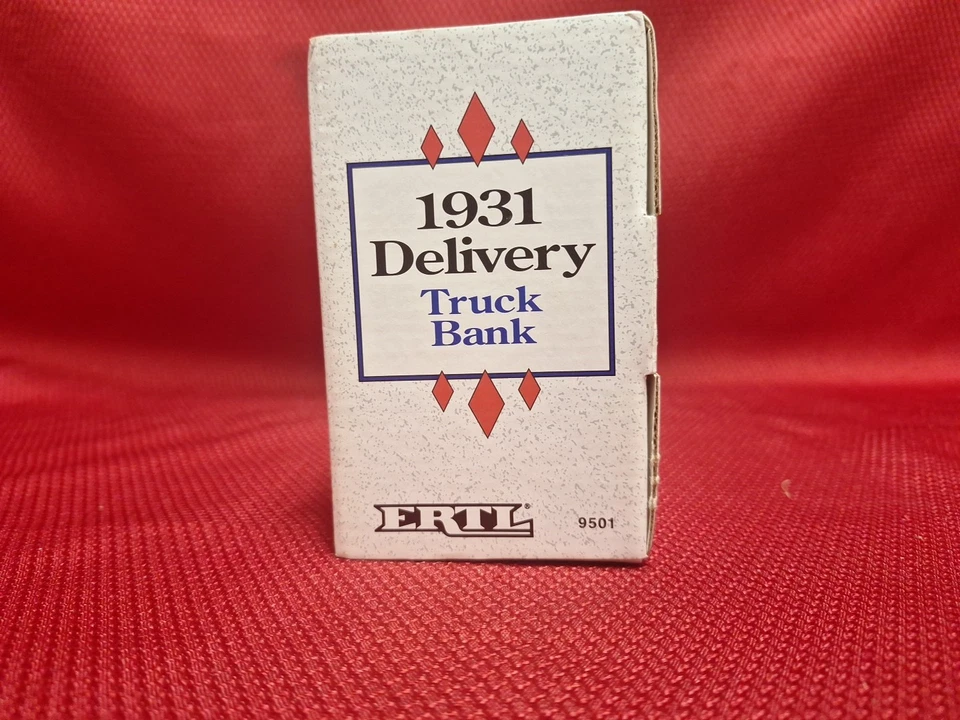 1931
Delivery
Truck
Bank
ERTL® 9501